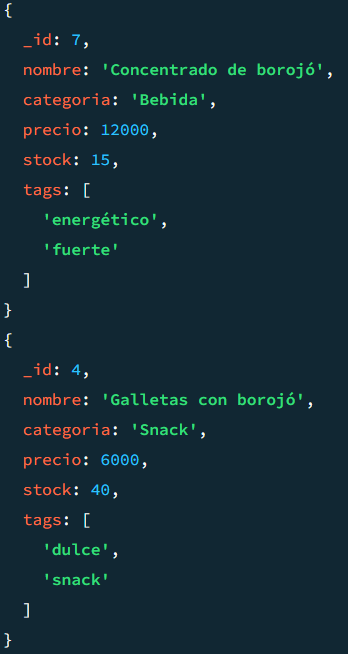 {
  _id: 7,
  nombre: 'Concentrado de borojó',
  categoria: 'Bebida',
  precio: 12000,
  stock: 15,
  tags: [
    'energético',
    'fuerte'
  ]
}
{
  _id: 4,
  nombre: 'Galletas con borojó',
  categoria: 'Snack',
  precio: 6000,
  stock: 40,
  tags: [
    'dulce',
    'snack'
  ]
}